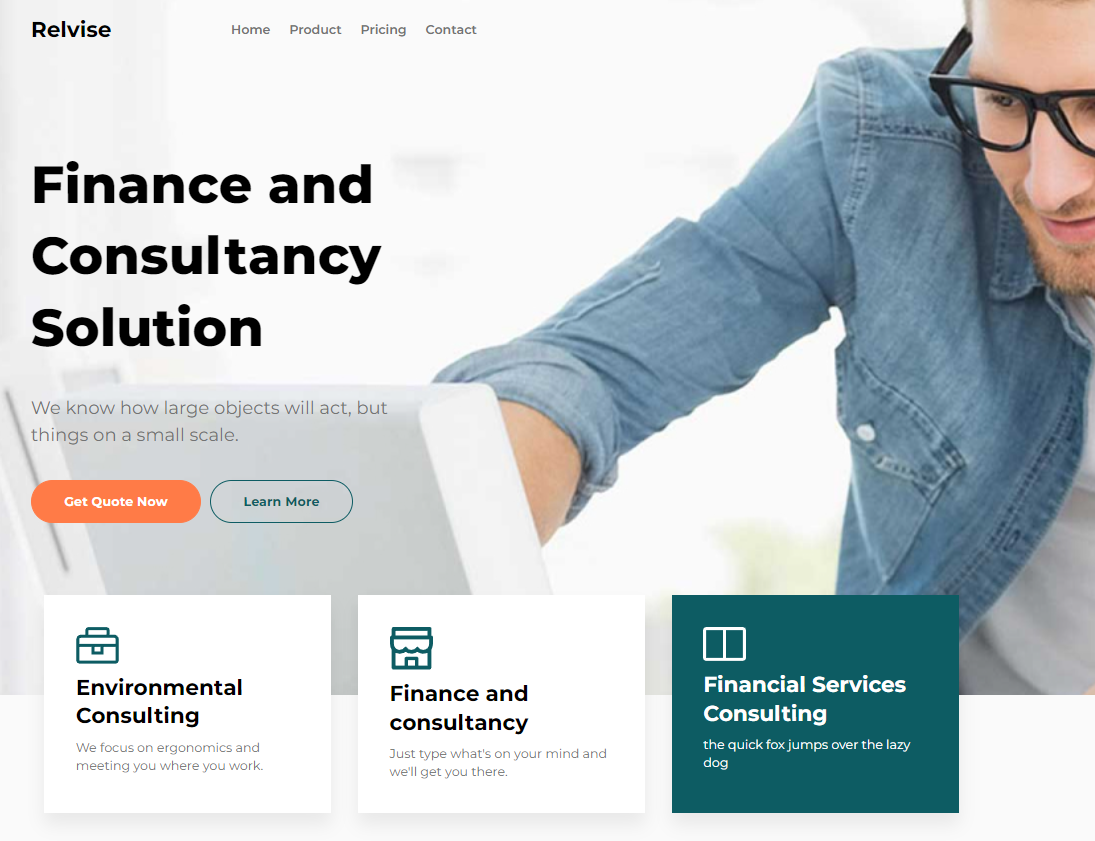 Relvise
Home Product Pricing Contact
Finance and
Consultancy
Solution
We know how large objects will act, but
things on a small scale.
Get Quote Now
Learn More
Environmental
Consulting
We focus on ergonomics and
meeting you where you work.
Finance and
consultancy
Just type what's on your mind and
we'll get you there.
Financial Services
Consulting
the quick fox jumps over the lazy
dog